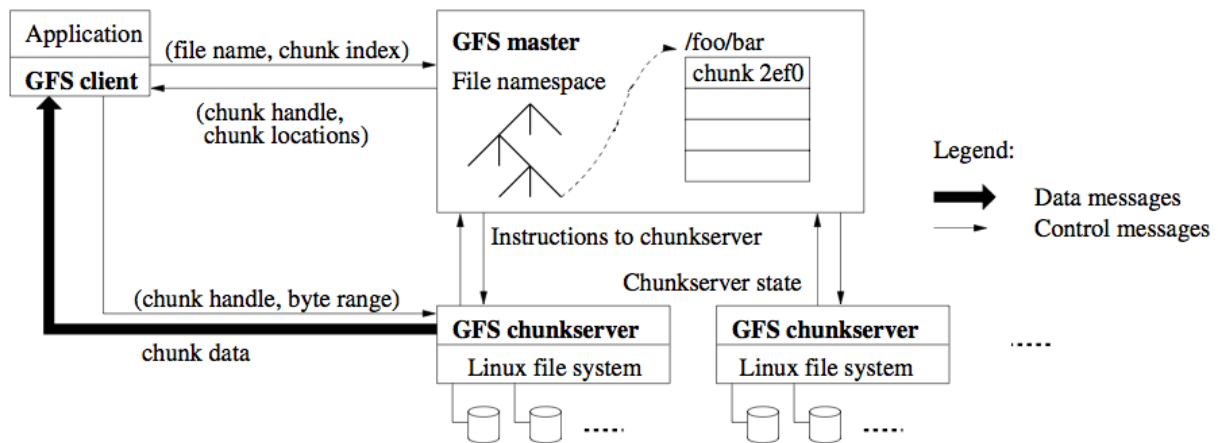 Application
GFS client
(file name, chunk index)
(chunk handle,
chunk locations)
GFS master
File namespace
/foo/bar
chunk 2ef0
Legend:
Data messages
Control messages
Instructions to chunkserver
Chunkserver state
(chunk handle, byte range)
chunk data
GFS chunkserver
Linux file system
GFS chunkserver
Linux file system